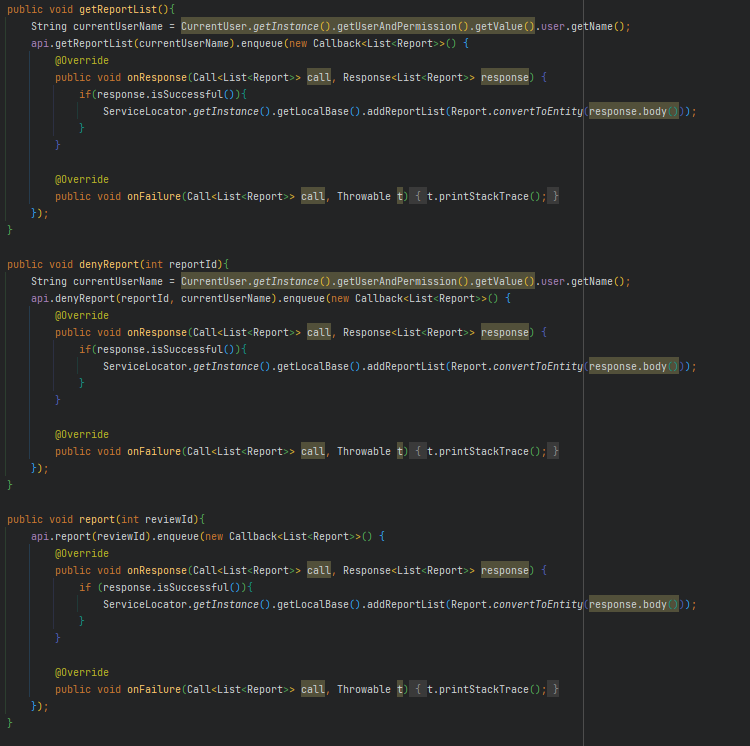 public void getReportList(){
    String currentUserName = CurrentUser.getInstance().getUserAndPermission().getValue().user.getName();
    api.getReportList(currentUserName).enqueue(new Callback<List<Report>>() {
        @Override
        public void onResponse(Call<List<Report>> call, Response<List<Report>> response) {
            if(response.isSuccessful()){
                ServiceLocator.getInstance().getLocalBase().addReportList(Report.convertToEntity(response.body()));
            }
        }

        @Override
        public void onFailure(Call<List<Report>> call, Throwable t) { t.printStackTrace(); }
    });
}

public void denyReport(int reportId){
    String currentUserName = CurrentUser.getInstance().getUserAndPermission().getValue().user.getName();
    api.denyReport(reportId, currentUserName).enqueue(new Callback<List<Report>>() {
        @Override
        public void onResponse(Call<List<Report>> call, Response<List<Report>> response) {
            if(response.isSuccessful()){
                ServiceLocator.getInstance().getLocalBase().addReportList(Report.convertToEntity(response.body()));
            }
        }

        @Override
        public void onFailure(Call<List<Report>> call, Throwable t) { t.printStackTrace(); }
    });
}

public void report(int reviewId){
    api.report(reviewId).enqueue(new Callback<List<Report>>() {
        @Override
        public void onResponse(Call<List<Report>> call, Response<List<Report>> response) {
            if (response.isSuccessful()){
                ServiceLocator.getInstance().getLocalBase().addReportList(Report.convertToEntity(response.body()));
            }
        }

        @Override
        public void onFailure(Call<List<Report>> call, Throwable t) { t.printStackTrace(); }
    });
}